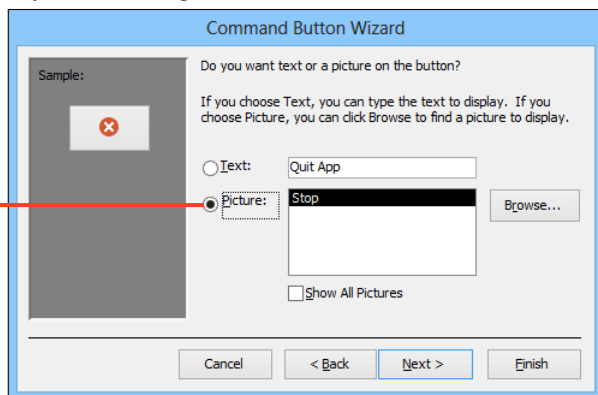 Command Button Wizard
Sample:
Do you want text or a picture on the button?
If you choose Text, you can type the text to display. If you
choose Picture, you can click Browse to find a picture to display.
Text: Quit App
Picture: Stop
Browse...
Show All Pictures
Cancel < Back Next > Finish